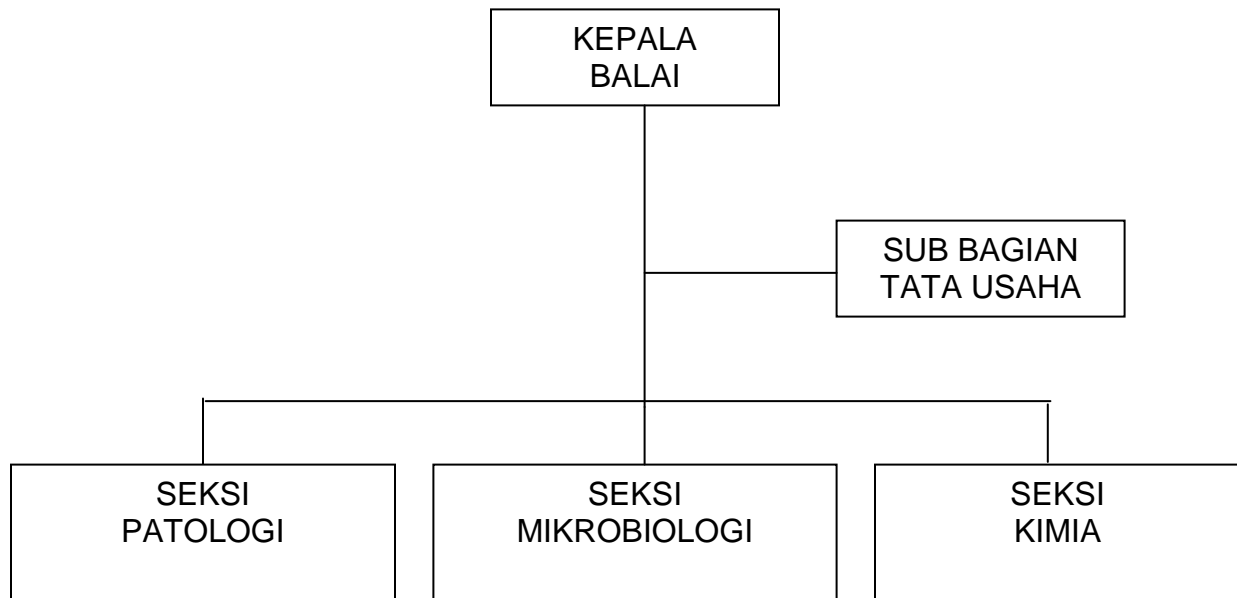 KEPALA
BALAI
SUB BAGIAN
TATA USAHA
SEKSI
PATOLOGI
SEKSI
MIKROBIOLOGI
SEKSI
KIMIA